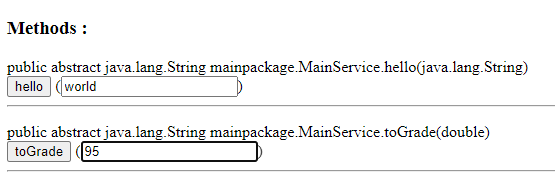 Methods :
public abstract java.lang.String mainpackage.MainService.hello(java.lang.String)
hello (world)
public abstract java.lang.String mainpackage.MainService.toGrade(double)
toGrade (95)